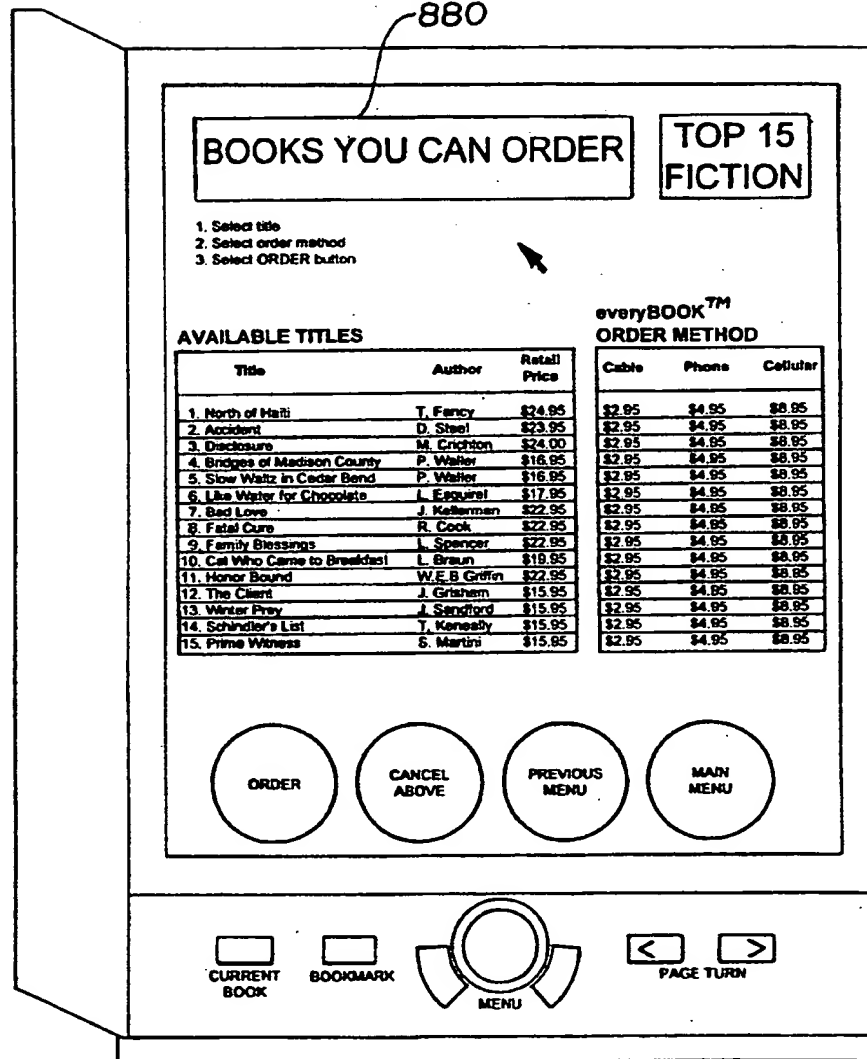 880
BOOKS YOU CAN ORDER
TOP 15
FICTION
1. Select title
2. Select order method
3. Select ORDER button
AVAILABLE TITLES
everyBOOK™
ORDER METHOD
Title Author Retail Price Cable Phone Cellular
1. North of Haiti T. Fancy $24.95 $2.95 $4.95 $8.95
2. Accident D. Steel $23.95 $2.95 $4.95 $8.95
3. Disclosure M. Crichton $24.00 $2.95 $4.95 $8.95
4. Bridges of Madison County P. Waller $16.95 $2.95 $4.95 $8.95
5. Slow Waltz in Cedar Bend P. Waller $16.95 $2.95 $4.95 $8.95
6. Like Water for Chocolate L. Esquirel $17.95 $2.95 $4.95 $8.95
7. Bad Love J. Kellerman $22.95 $2.95 $4.95 $8.95
8. Fatal Cure R. Cook $22.95 $2.95 $4.95 $8.95
9. Family Blessings L. Spencer $22.95 $2.95 $4.95 $8.95
10. Cat Who Came to Breakfast L. Braun $19.95 $2.95 $4.95 $8.95
11. Honor Bound W.E.B Griffin $22.95 $2.95 $4.95 $8.95
12. The Client J. Grisham $15.95 $2.95 $4.95 $8.95
13. Winter Prey J. Sandford $15.95 $2.95 $4.95 $8.95
14. Schindler's List T. Keneally $15.95 $2.95 $4.95 $8.95
15. Prime Witness S. Martini $15.95 $2.95 $4.95 $8.95
ORDER
CANCEL
ABOVE
PREVIOUS
MENU
MAIN
MENU
CURRENT
BOOK
BOOKMARK
MENU
< >
PAGE TURN